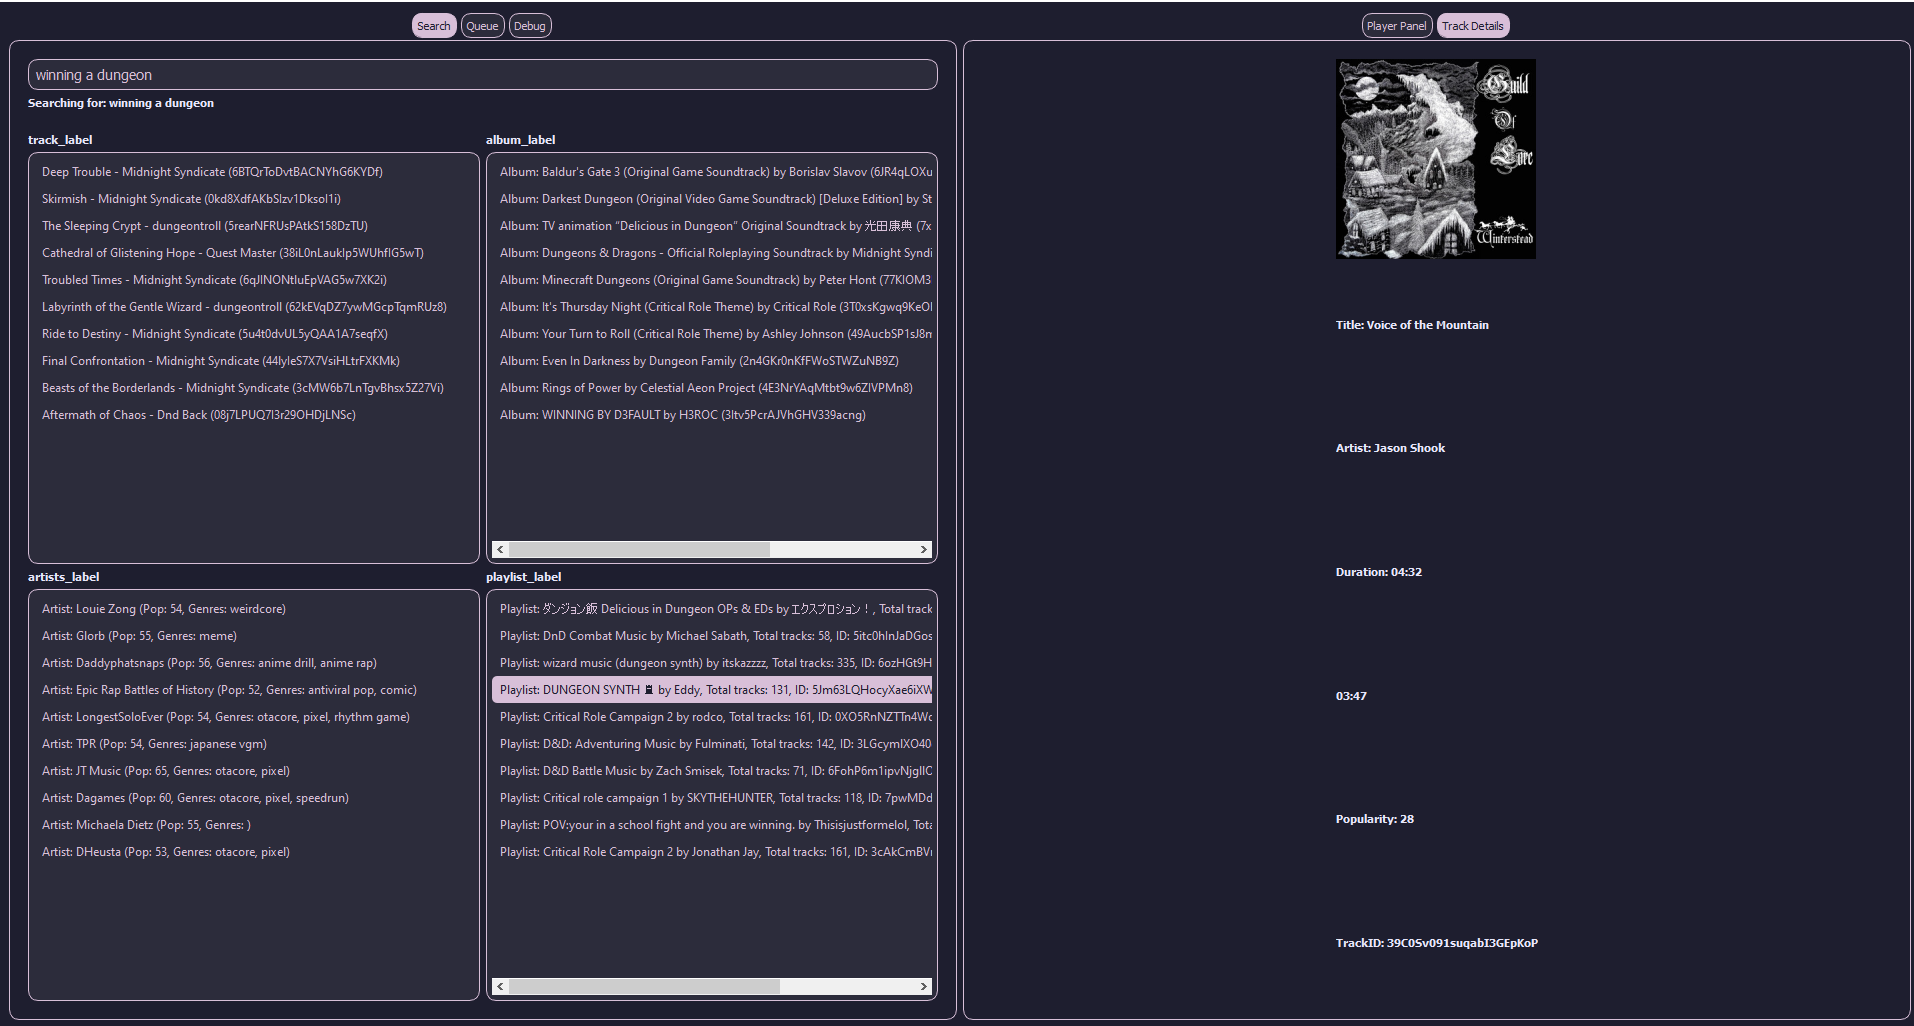 Search Queue Debug
Player Panel Track Details
winning a dungeon
Searching for: winning a dungeon
track_label
Deep Trouble - Midnight Syndicate (6BTQrToDvtBACNYhG6KYDf)
Skirmish - Midnight Syndicate (0kd8XdfAKbSlzv1Dksol1i)
The Sleeping Crypt - dungeontroll (5rearNFRUsPAtkS158DzTU)
Cathedral of Glistening Hope - Quest Master (38iL0nLauklp5WUhflG5wT)
Troubled Times - Midnight Syndicate (6qJINONtluEpVAG5w7XK2i)
Labyrinth of the Gentle Wizard - dungeontroll (62kEVqDZ7ywMGcpTqmRUz8)
Ride to Destiny - Midnight Syndicate (5u4t0dvUL5yQAA1A7seqfX)
Final Confrontation - Midnight Syndicate (44lyleS7X7VsiHLtrFXKMk)
Beasts of the Borderlands - Midnight Syndicate (3cMW6b7LnTgvBhsx5Z27Vi)
Aftermath of Chaos - Dnd Back (08j7LPUQ7l3r29OHDjLNSc)
album_label
Album: Baldur's Gate 3 (Original Game Soundtrack) by Borislav Slavov (6JR4qLOXu
Album: Darkest Dungeon (Original Video Game Soundtrack) [Deluxe Edition] by St
Album: TV animation “Delicious in Dungeon” Original Soundtrack by 光田康典 (7x
Album: Dungeons & Dragons - Official Roleplaying Soundtrack by Midnight Syndi
Album: Minecraft Dungeons (Original Game Soundtrack) by Peter Hont (77KIOM3
Album: It's Thursday Night (Critical Role Theme) by Critical Role (3T0xsKgwq9KeOl
Album: Your Turn to Roll (Critical Role Theme) by Ashley Johnson (49AucbSP1sJ8m
Album: Even In Darkness by Dungeon Family (2n4GKr0nKfFWoSTWZuNB9Z)
Album: Rings of Power by Celestial Aeon Project (4E3NrYAqMtbt9w6ZlVPMn8)
Album: WINNING BY D3FAULT by H3ROC (3ltv5PcrAJVhGHV339acng)
artists_label
Artist: Louie Zong (Pop: 54, Genres: weirdcore)
Artist: Glorb (Pop: 55, Genres: meme)
Artist: Daddyphatsnaps (Pop: 56, Genres: anime drill, anime rap)
Artist: Epic Rap Battles of History (Pop: 52, Genres: antiviral pop, comic)
Artist: LongestSoloEver (Pop: 54, Genres: otacore, pixel, rhythm game)
Artist: TPR (Pop: 54, Genres: japanese vgm)
Artist: JT Music (Pop: 65, Genres: otacore, pixel)
Artist: Dagames (Pop: 60, Genres: otacore, pixel, speedrun)
Artist: Michaela Dietz (Pop: 55, Genres: )
Artist: DHeusta (Pop: 53, Genres: otacore, pixel)
playlist_label
Playlist: ダンジョン飯 Delicious in Dungeon OPs & EDs by エクスプロション！, Total track
Playlist: DnD Combat Music by Michael Sabath, Total tracks: 58, ID: 5itc0hlnJaDGos
Playlist: wizard music (dungeon synth) by itskazzzz, Total tracks: 335, ID: 6ozHGt9H
Playlist: DUNGEON SYNTH ♜ by Eddy, Total tracks: 131, ID: 5Jm63LQHocyXae6iXW
Playlist: Critical Role Campaign 2 by rodco, Total tracks: 161, ID: 0XO5RnNZTTn4Wc
Playlist: D&D: Adventuring Music by Fulminati, Total tracks: 142, ID: 3LGcymIXO40
Playlist: D&D Battle Music by Zach Smisek, Total tracks: 71, ID: 6FohP6m1ipvNjgIIC
Playlist: Critical role campaign 1 by SKYTHEHUNTER, Total tracks: 118, ID: 7pwMDd
Playlist: POV:your in a school fight and you are winning. by Thisisjustformelol, Tota
Playlist: Critical Role Campaign 2 by Jonathan Jay, Total tracks: 161, ID: 3cAkCmBV
Guild
Of
Lore
Winterstead
Title: Voice of the Mountain
Artist: Jason Shook
Duration: 04:32
03:47
Popularity: 28
TrackID: 39C0Sv091suqabI3GEpKoP